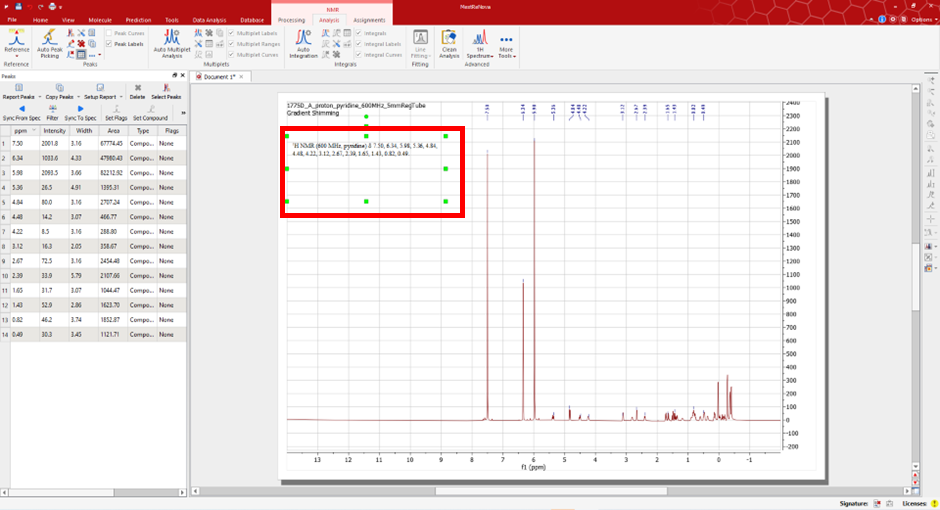 MestReNova
File
Home
View
Molecule
Prediction
Tools
Data Analysis
Database
NMR
Processing
Analysis
Assignments
Options
Reference
Reference
Auto Peak
Picking
Peak Curves
Peak Labels
Peaks
Auto Multiplet
Analysis
Multiplet Labels
Multiplet Ranges
Multiplet Curves
Multiplets
Auto
Integration
Integrals
Integral Labels
Integral Curves
Integrals
Line
Fitting
Fitting
Clean
Analysis
1H
Spectrum
More
Tools
Advanced
Peaks
Report Peaks
Copy Peaks
Setup Report
Delete
Select Peaks
Sync From Spec
Filter
Sync To Spec
Set Flags
Set Compound
ppm Intensity Width Area Type Flags
1 7.50 2001.8 3.16 67774.45 Compo... None
2 6.34 1083.6 4.33 47980.43 Compo... None
3 5.98 2093.5 3.66 82212.92 Compo... None
4 5.36 26.5 4.91 1395.31 Compo... None
5 4.84 80.0 3.16 2707.24 Compo... None
6 4.48 14.2 3.07 466.77 Compo... None
7 4.22 8.5 3.16 288.80 Compo... None
8 3.12 16.3 2.05 358.67 Compo... None
9 2.67 72.5 3.16 2454.48 Compo... None
10 2.39 33.9 5.79 2107.66 Compo... None
11 1.65 31.7 3.07 1044.47 Compo... None
12 1.43 52.9 2.86 1623.70 Compo... None
13 0.82 46.2 3.74 1852.87 Compo... None
14 0.49 30.3 3.45 1121.71 Compo... None
Document 1*
1775D_A_proton_pyridine_600MHz_5mmRegTube
Gradient Shimming
7.50 6.34 5.98 5.36 4.84 4.48 4.22 3.12 2.67 2.39 1.65 1.43 0.82 0.49
¹H NMR (600 MHz, pyridine) δ 7.50, 6.34, 5.98, 5.36, 4.84,
4.48, 4.22, 3.12, 2.67, 2.39, 1.65, 1.43, 0.82, 0.49.
2400
2300
2200
2100
2000
1900
1800
1700
1600
1500
1400
1300
1200
1100
1000
900
800
700
600
500
400
300
200
100
0
-100
-200
13 12 11 10 9 8 7 6 5 4 3 2 1 0 -1
f1 (ppm)
Signature:
Licenses: